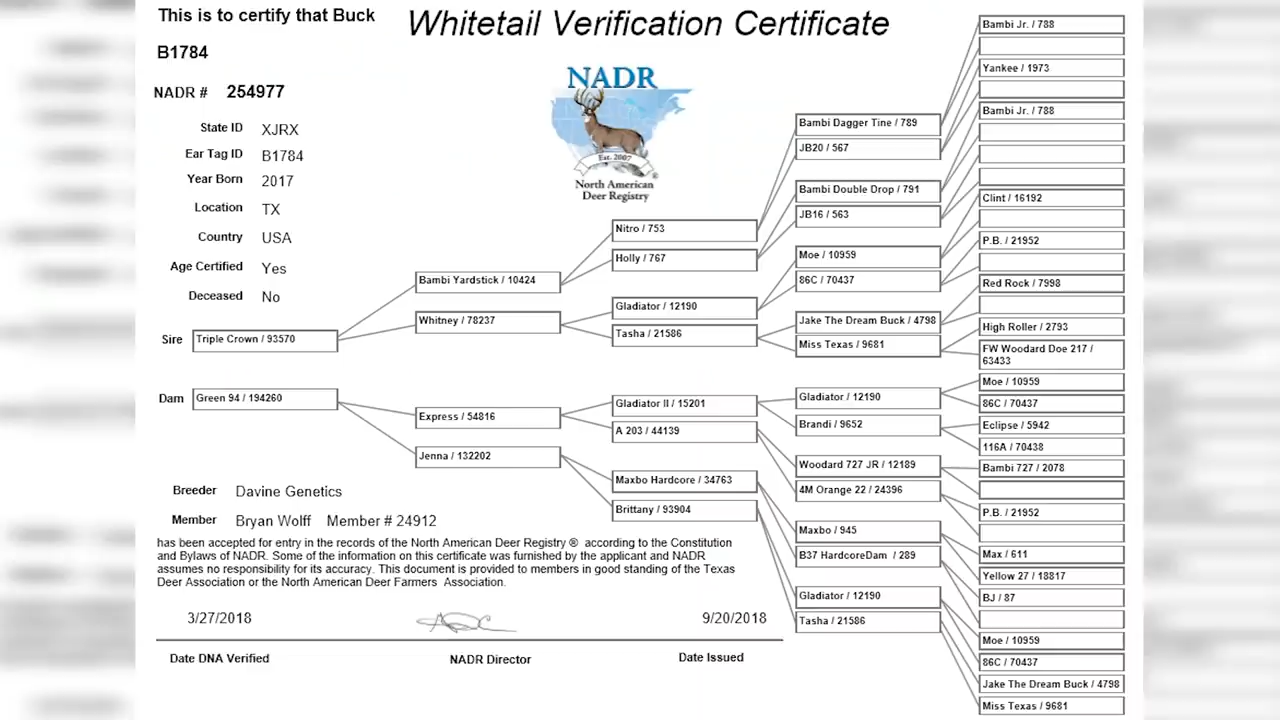 This is to certify that Buck
B1784
Whitetail Verification Certificate
NADR # 254977
State ID XJRX
Ear Tag ID B1784
Year Born 2017
Location TX
Country USA
Age Certified Yes
Deceased No
NADR
Est. 2007
®
North American
Deer Registry
Sire Triple Crown / 93570
Dam Green 94 / 194260
Bambi Yardstick / 10424
Whitney / 78237
Express / 54816
Jenna / 132202
Nitro / 753
Holly / 767
Gladiator / 12190
Tasha / 21586
Gladiator II / 15201
A 203 / 44139
Maxbo Hardcore / 34763
Brittany / 93904
Bambi Dagger Tine / 789
JB20 / 567
Bambi Double Drop / 791
JB16 / 563
Moe / 10959
86C / 70437
Jake The Dream Buck / 4798
Miss Texas / 9681
Gladiator / 12190
Brandi / 9652
Woodard 727 JR / 12189
4M Orange 22 / 24396
Maxbo / 945
B37 HardcoreDam / 289
Gladiator / 12190
Tasha / 21586
Bambi Jr. / 788
Yankee / 1973
Bambi Jr. / 788
Clint / 16192
P.B. / 21952
Red Rock / 7998
High Roller / 2793
FW Woodard Doe 217 /
63433
Moe / 10959
86C / 70437
Eclipse / 5942
116A / 70438
Bambi 727 / 2078
P.B. / 21952
Max / 611
Yellow 27 / 18817
BJ / 87
Moe / 10959
86C / 70437
Jake The Dream Buck / 4798
Miss Texas / 9681
Breeder Davine Genetics
Member Bryan Wolff Member # 24912
has been accepted for entry in the records of the North American Deer Registry ® according to the Constitution
and Bylaws of NADR. Some of the information on this certificate was furnished by the applicant and NADR
assumes no responsibility for its accuracy. This document is provided to members in good standing of the Texas
Deer Association or the North American Deer Farmers Association.
3/27/2018 9/20/2018
Date DNA Verified NADR Director Date Issued